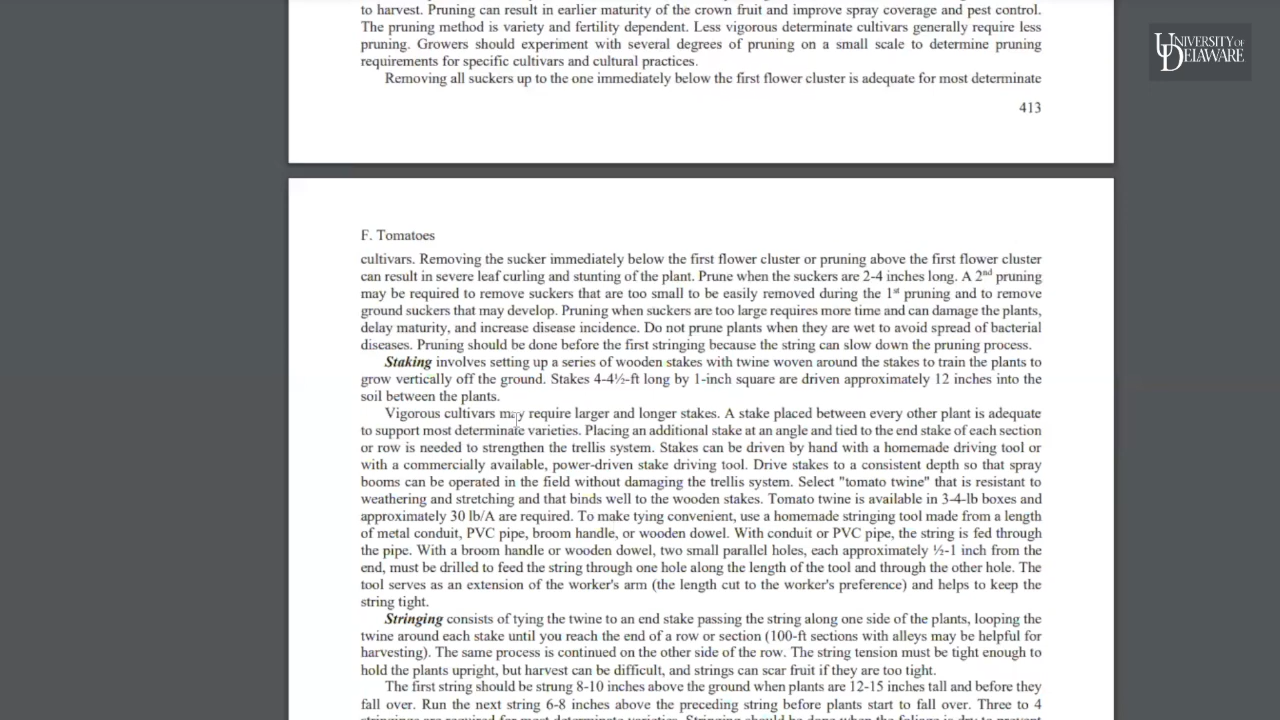 to harvest. Pruning can result in earlier maturity of the crown fruit and improve spray coverage and pest control.
The pruning method is variety and fertility dependent. Less vigorous determinate cultivars generally require less
pruning. Growers should experiment with several degrees of pruning on a small scale to determine pruning
requirements for specific cultivars and cultural practices.
Removing all suckers up to the one immediately below the first flower cluster is adequate for most determinate
413
UNIVERSITY OF
DELAWARE
F. Tomatoes
cultivars. Removing the sucker immediately below the first flower cluster or pruning above the first flower cluster
can result in severe leaf curling and stunting of the plant. Prune when the suckers are 2-4 inches long. A 2nd pruning
may be required to remove suckers that are too small to be easily removed during the 1st pruning and to remove
ground suckers that may develop. Pruning when suckers are too large requires more time and can damage the plants,
delay maturity, and increase disease incidence. Do not prune plants when they are wet to avoid spread of bacterial
diseases. Pruning should be done before the first stringing because the string can slow down the pruning process.
Staking involves setting up a series of wooden stakes with twine woven around the stakes to train the plants to
grow vertically off the ground. Stakes 4-4½-ft long by 1-inch square are driven approximately 12 inches into the
soil between the plants.
Vigorous cultivars may require larger and longer stakes. A stake placed between every other plant is adequate
to support most determinate varieties. Placing an additional stake at an angle and tied to the end stake of each section
or row is needed to strengthen the trellis system. Stakes can be driven by hand with a homemade driving tool or
with a commercially available, power-driven stake driving tool. Drive stakes to a consistent depth so that spray
booms can be operated in the field without damaging the trellis system. Select "tomato twine" that is resistant to
weathering and stretching and that binds well to the wooden stakes. Tomato twine is available in 3-4-lb boxes and
approximately 30 lb/A are required. To make tying convenient, use a homemade stringing tool made from a length
of metal conduit, PVC pipe, broom handle, or wooden dowel. With conduit or PVC pipe, the string is fed through
the pipe. With a broom handle or wooden dowel, two small parallel holes, each approximately ½-1 inch from the
end, must be drilled to feed the string through one hole along the length of the tool and through the other hole. The
tool serves as an extension of the worker's arm (the length cut to the worker's preference) and helps to keep the
string tight.
Stringing consists of tying the twine to an end stake passing the string along one side of the plants, looping the
twine around each stake until you reach the end of a row or section (100-ft sections with alleys may be helpful for
harvesting). The same process is continued on the other side of the row. The string tension must be tight enough to
hold the plants upright, but harvest can be difficult, and strings can scar fruit if they are too tight.
The first string should be strung 8-10 inches above the ground when plants are 12-15 inches tall and before they
fall over. Run the next string 6-8 inches above the preceding string before plants start to fall over. Three to 4